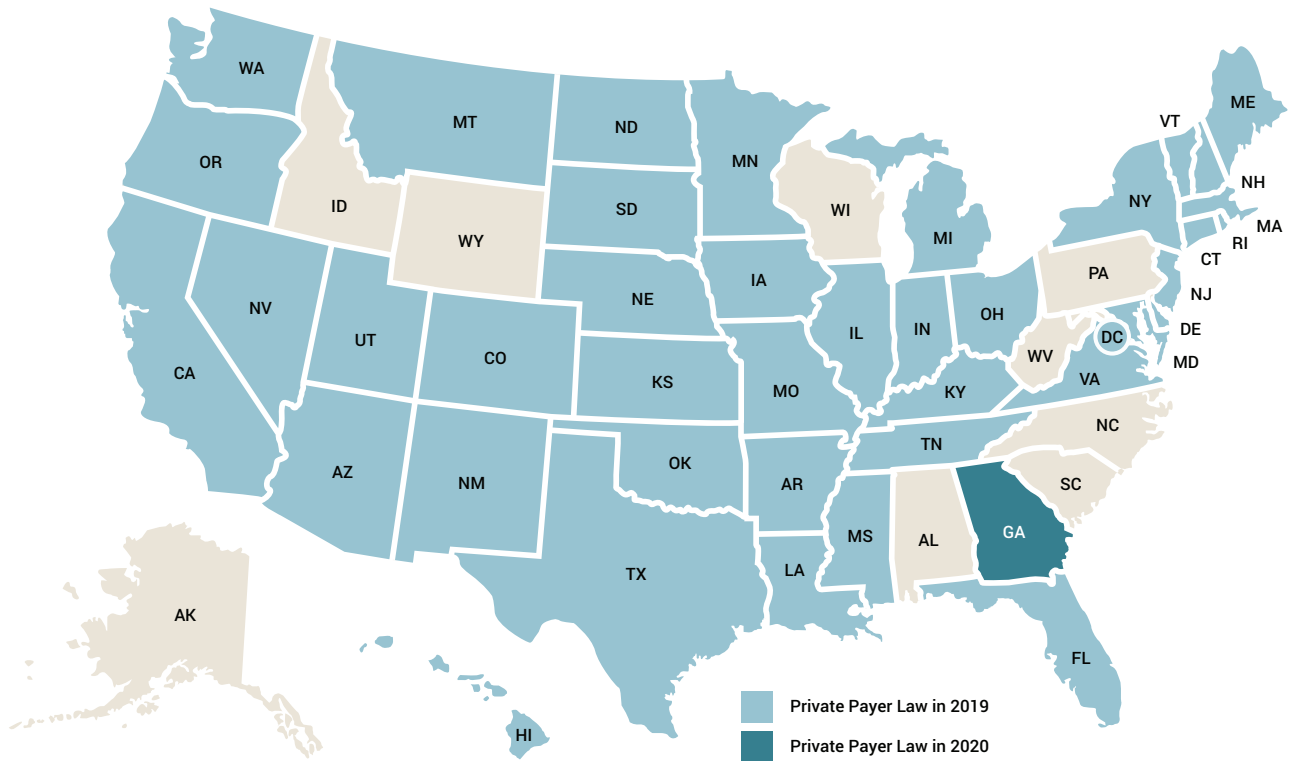 WA
MT
ND
MN
OR
ID
WY
SD
WI
MI
VT
ME
NY
NH
MA
RI
CT
NV
UT
CO
NE
IA
IL
IN
OH
PA
NJ
DE
DC
MD
CA
KS
MO
KY
WV
VA
AZ
NM
OK
AR
TN
NC
SC
TX
LA
MS
AL
GA
AK
HI
FL
Private Payer Law in 2019
Private Payer Law in 2020